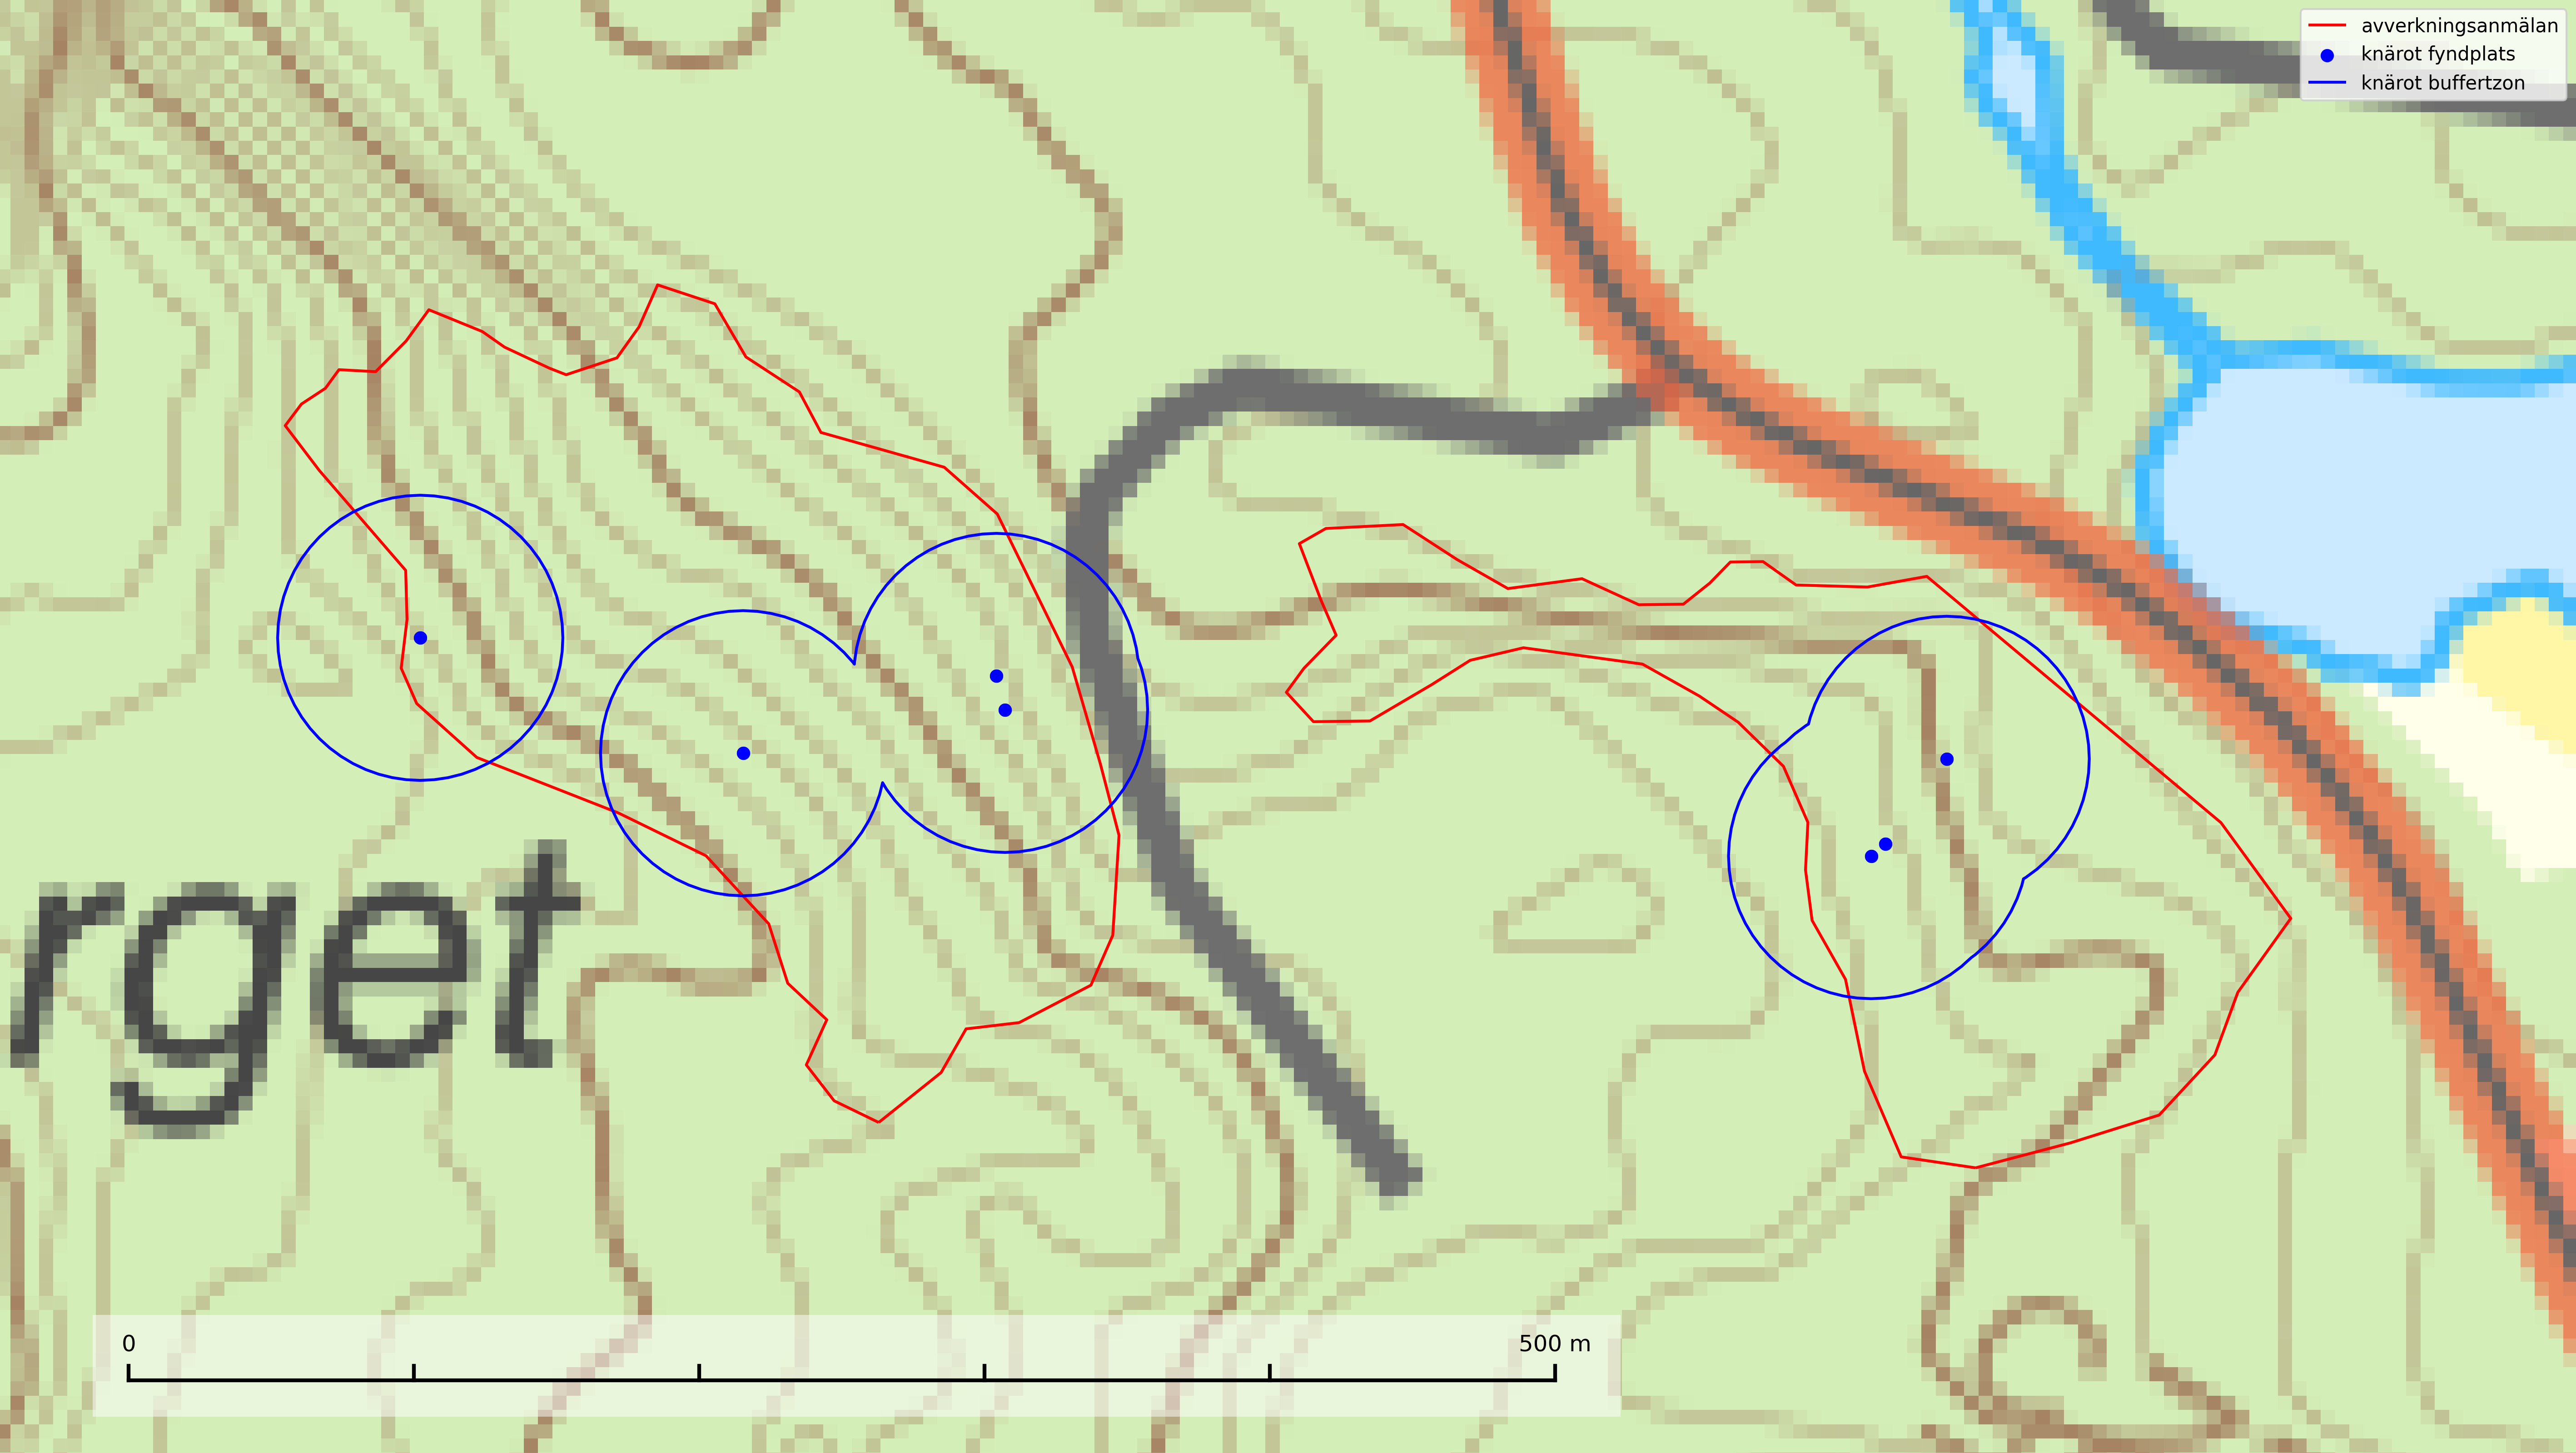 avverkningsanmälan
knärot fyndplats
knärot buffertzon
rget
0 500 m